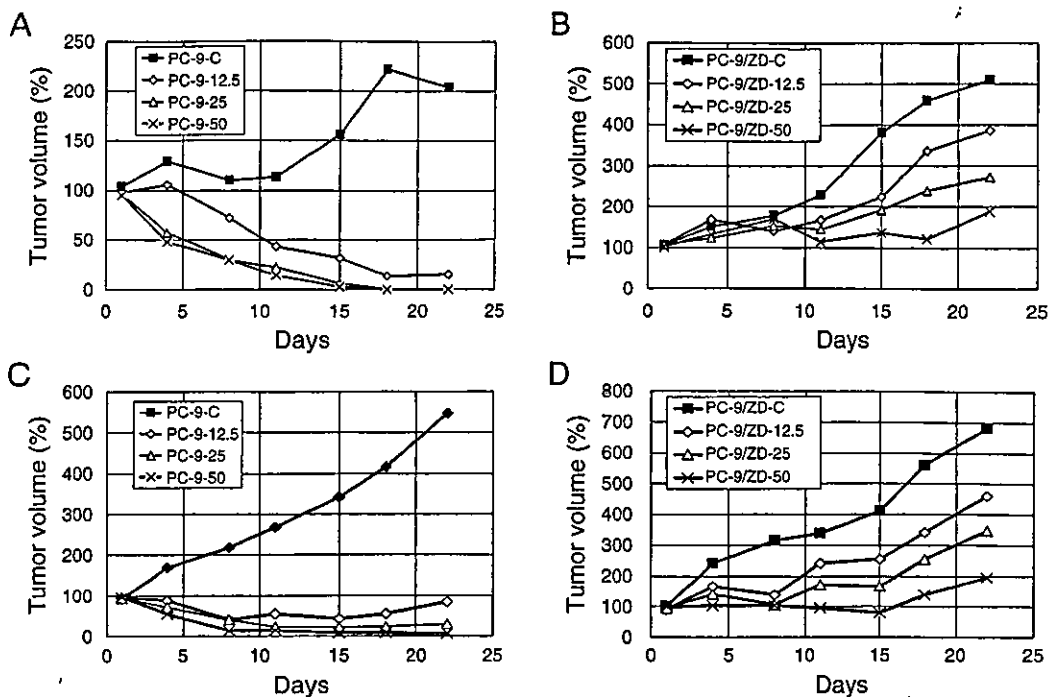 A
Tumor volume (%)
250
200
150
100
50
0
PC-9-C
PC-9-12.5
PC-9-25
PC-9-50
0 5 10 15 20 25
Days
B
Tumor volume (%)
600
500
400
300
200
100
0
PC-9/ZD-C
PC-9/ZD-12.5
PC-9/ZD-25
PC-9/ZD-50
0 5 10 15 20 25
Days
C
Tumor volume (%)
600
500
400
300
200
100
0
PC-9-C
PC-9-12.5
PC-9-25
PC-9-50
0 5 10 15 20 25
Days
D
Tumor volume (%)
800
700
600
500
400
300
200
100
0
PC-9/ZD-C
PC-9/ZD-12.5
PC-9/ZD-25
PC-9/ZD-50
0 5 10 15 20 25
Days